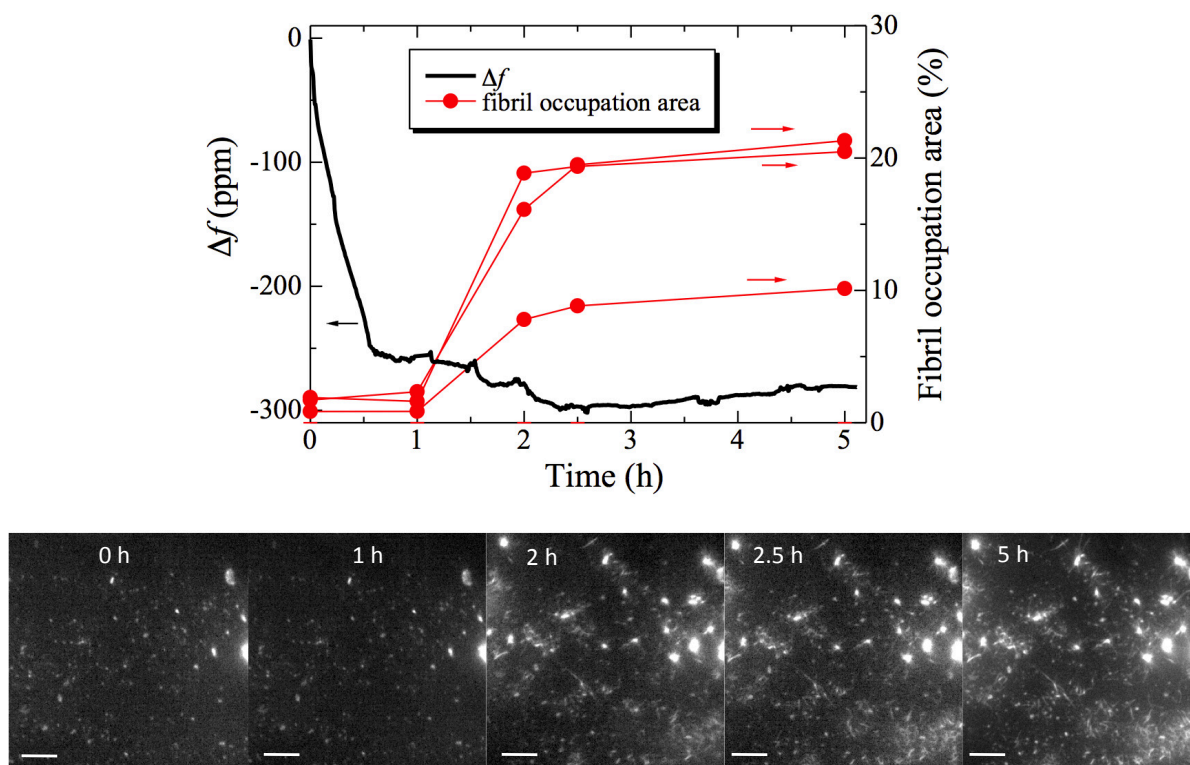 0
-100
-200
-300
Δf (ppm)
Δf
fibril occupation area
30
20
10
0
Fibril occupation area (%)
0 1 2 3 4 5
Time (h)
0 h 1 h 2 h 2.5 h 5 h